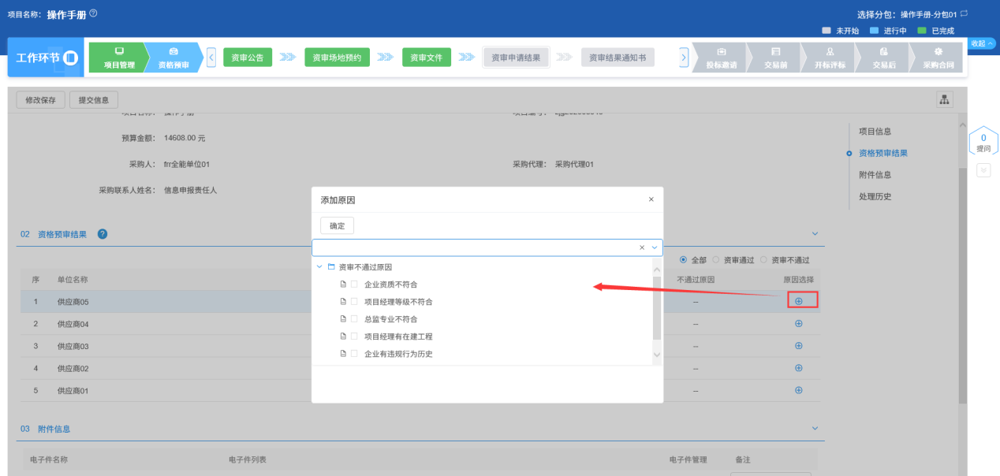 项目名称: 操作手册
选择分包: 操作手册-分包01
未开始 进行中 已完成
工作环节
项目管理
资格预审
资审公告
资审场地预约
资审文件
资审申请结果
资审结果通知书
投标邀请
交易前
开标评标
交易后
采购合同
收起
修改保存 提交信息
预算金额: 14608.00 元
采购人: frr全能单位01
采购代理: 采购代理01
采购联系人姓名: 信息申报责任人
项目信息
资格预审结果
附件信息
处理历史
0
提问
添加原因 ×
确定
资审不通过原因
企业资质不符合
项目经理等级不符合
总监专业不符合
项目经理有在建工程
企业有违规行为历史
02 资格预审结果 ?
全部 资审通过 资审不通过
序 单位名称 不通过原因 原因选择
1 供应商05 --
2 供应商04 --
3 供应商03 --
4 供应商02 --
5 供应商01 --
03 附件信息
电子件名称 电子件列表 电子件管理 备注